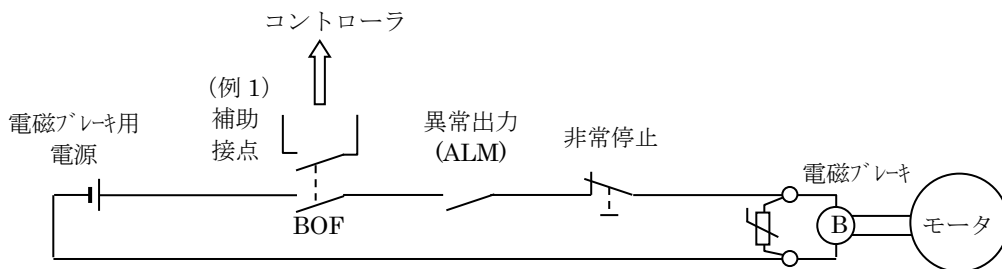 コントローラ
(例 1)
補助
接点
電磁ブレーキ用
電源
異常出力
(ALM)
非常停止
BOF
電磁ブレーキ
B
モータ